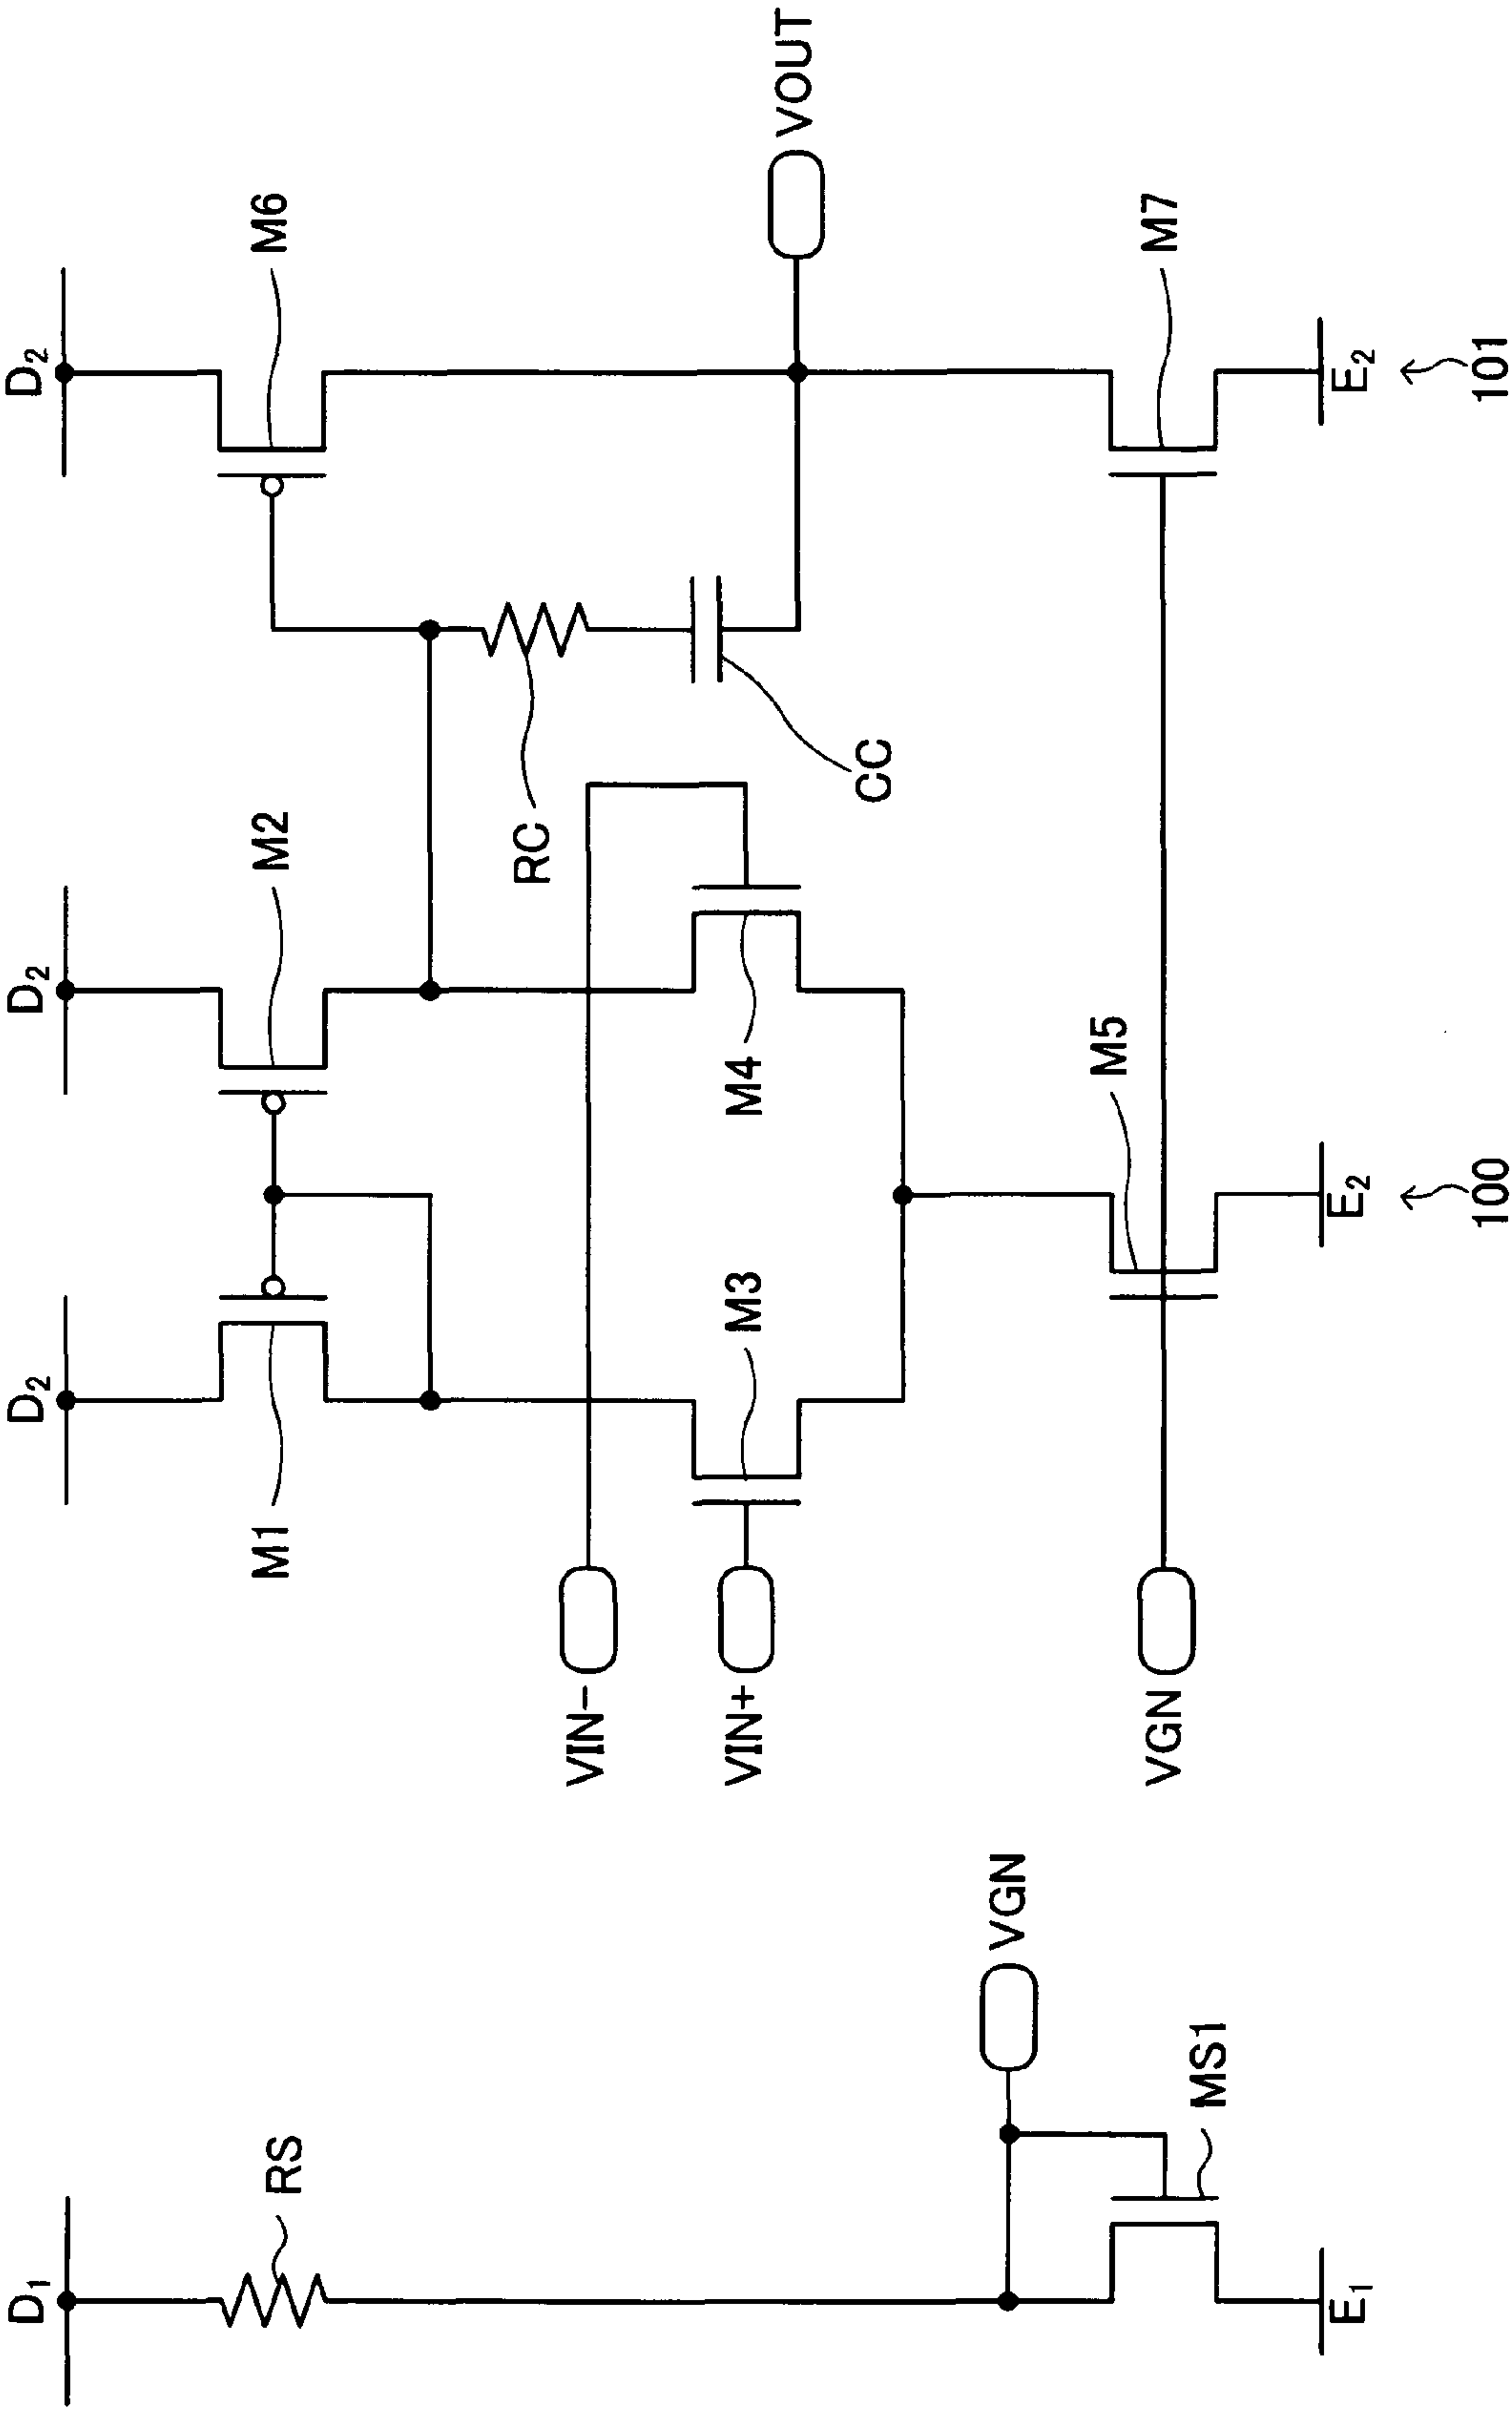 D₁
RS
VGN
MS1
E₁
D₂
D₂
D₂
M1
M2
M6
VIN-
VIN+
VGN
M3
M4
RC
CC
VOUT
M5
M7
E₂
E₂
100
101